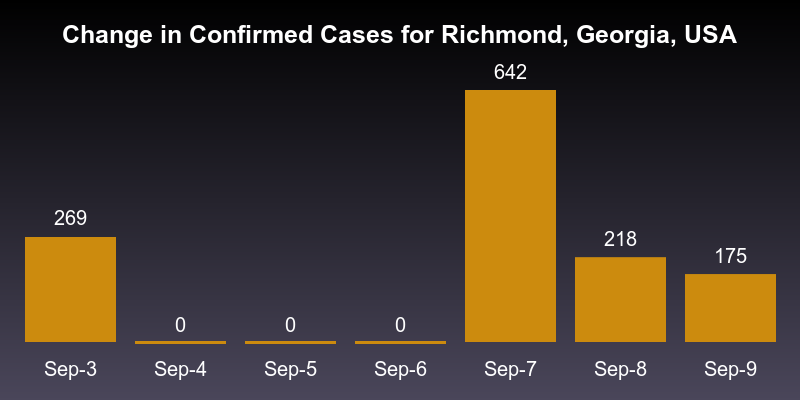 Change in Confirmed Cases for Richmond, Georgia, USA
642
269
218
175
0 0 0
Sep-3 Sep-4 Sep-5 Sep-6 Sep-7 Sep-8 Sep-9